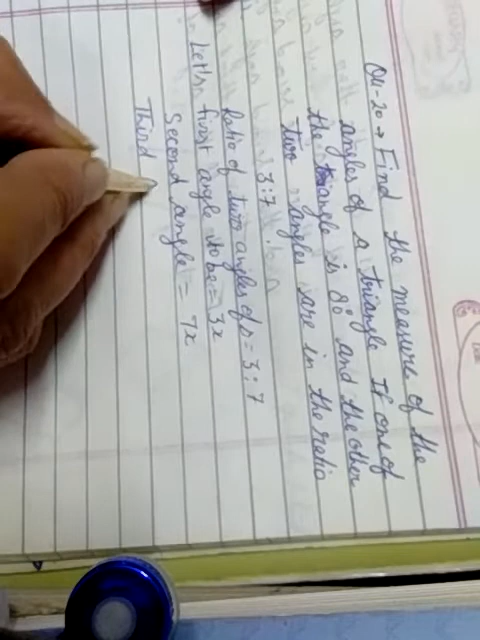 Qu-20 → Find the measure of the
angles of a triangle If one of
the triangle is 80° and the other
two angles are in the ratio
3:7
Ratio of two angles of Δ = 3:7
Let the first angle to be = 3x
Second angle = 7x
Third